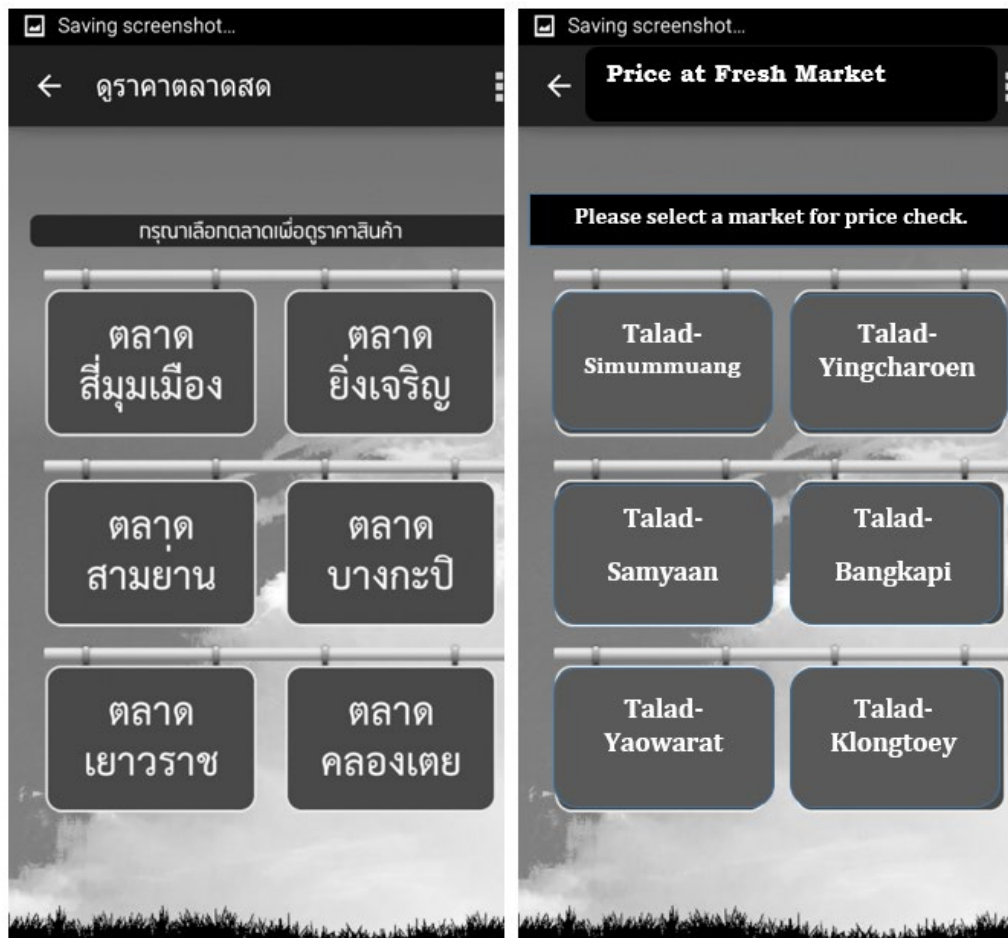 Saving screenshot...
ดูราคาตลาดสด
กรุณาเลือกตลาดเพื่อดูราคาสินค้า
ตลาด
สี่มุมเมือง
ตลาด
ยิ่งเจริญ
ตลาด
สามย่าน
ตลาด
บางกะปิ
ตลาด
เยาวราช
ตลาด
คลองเตย
Saving screenshot...
Price at Fresh Market
Please select a market for price check.
Talad-
Simummuang
Talad-
Yingcharoen
Talad-
Samyaan
Talad-
Bangkapi
Talad-
Yaowarat
Talad-
Klongtoey